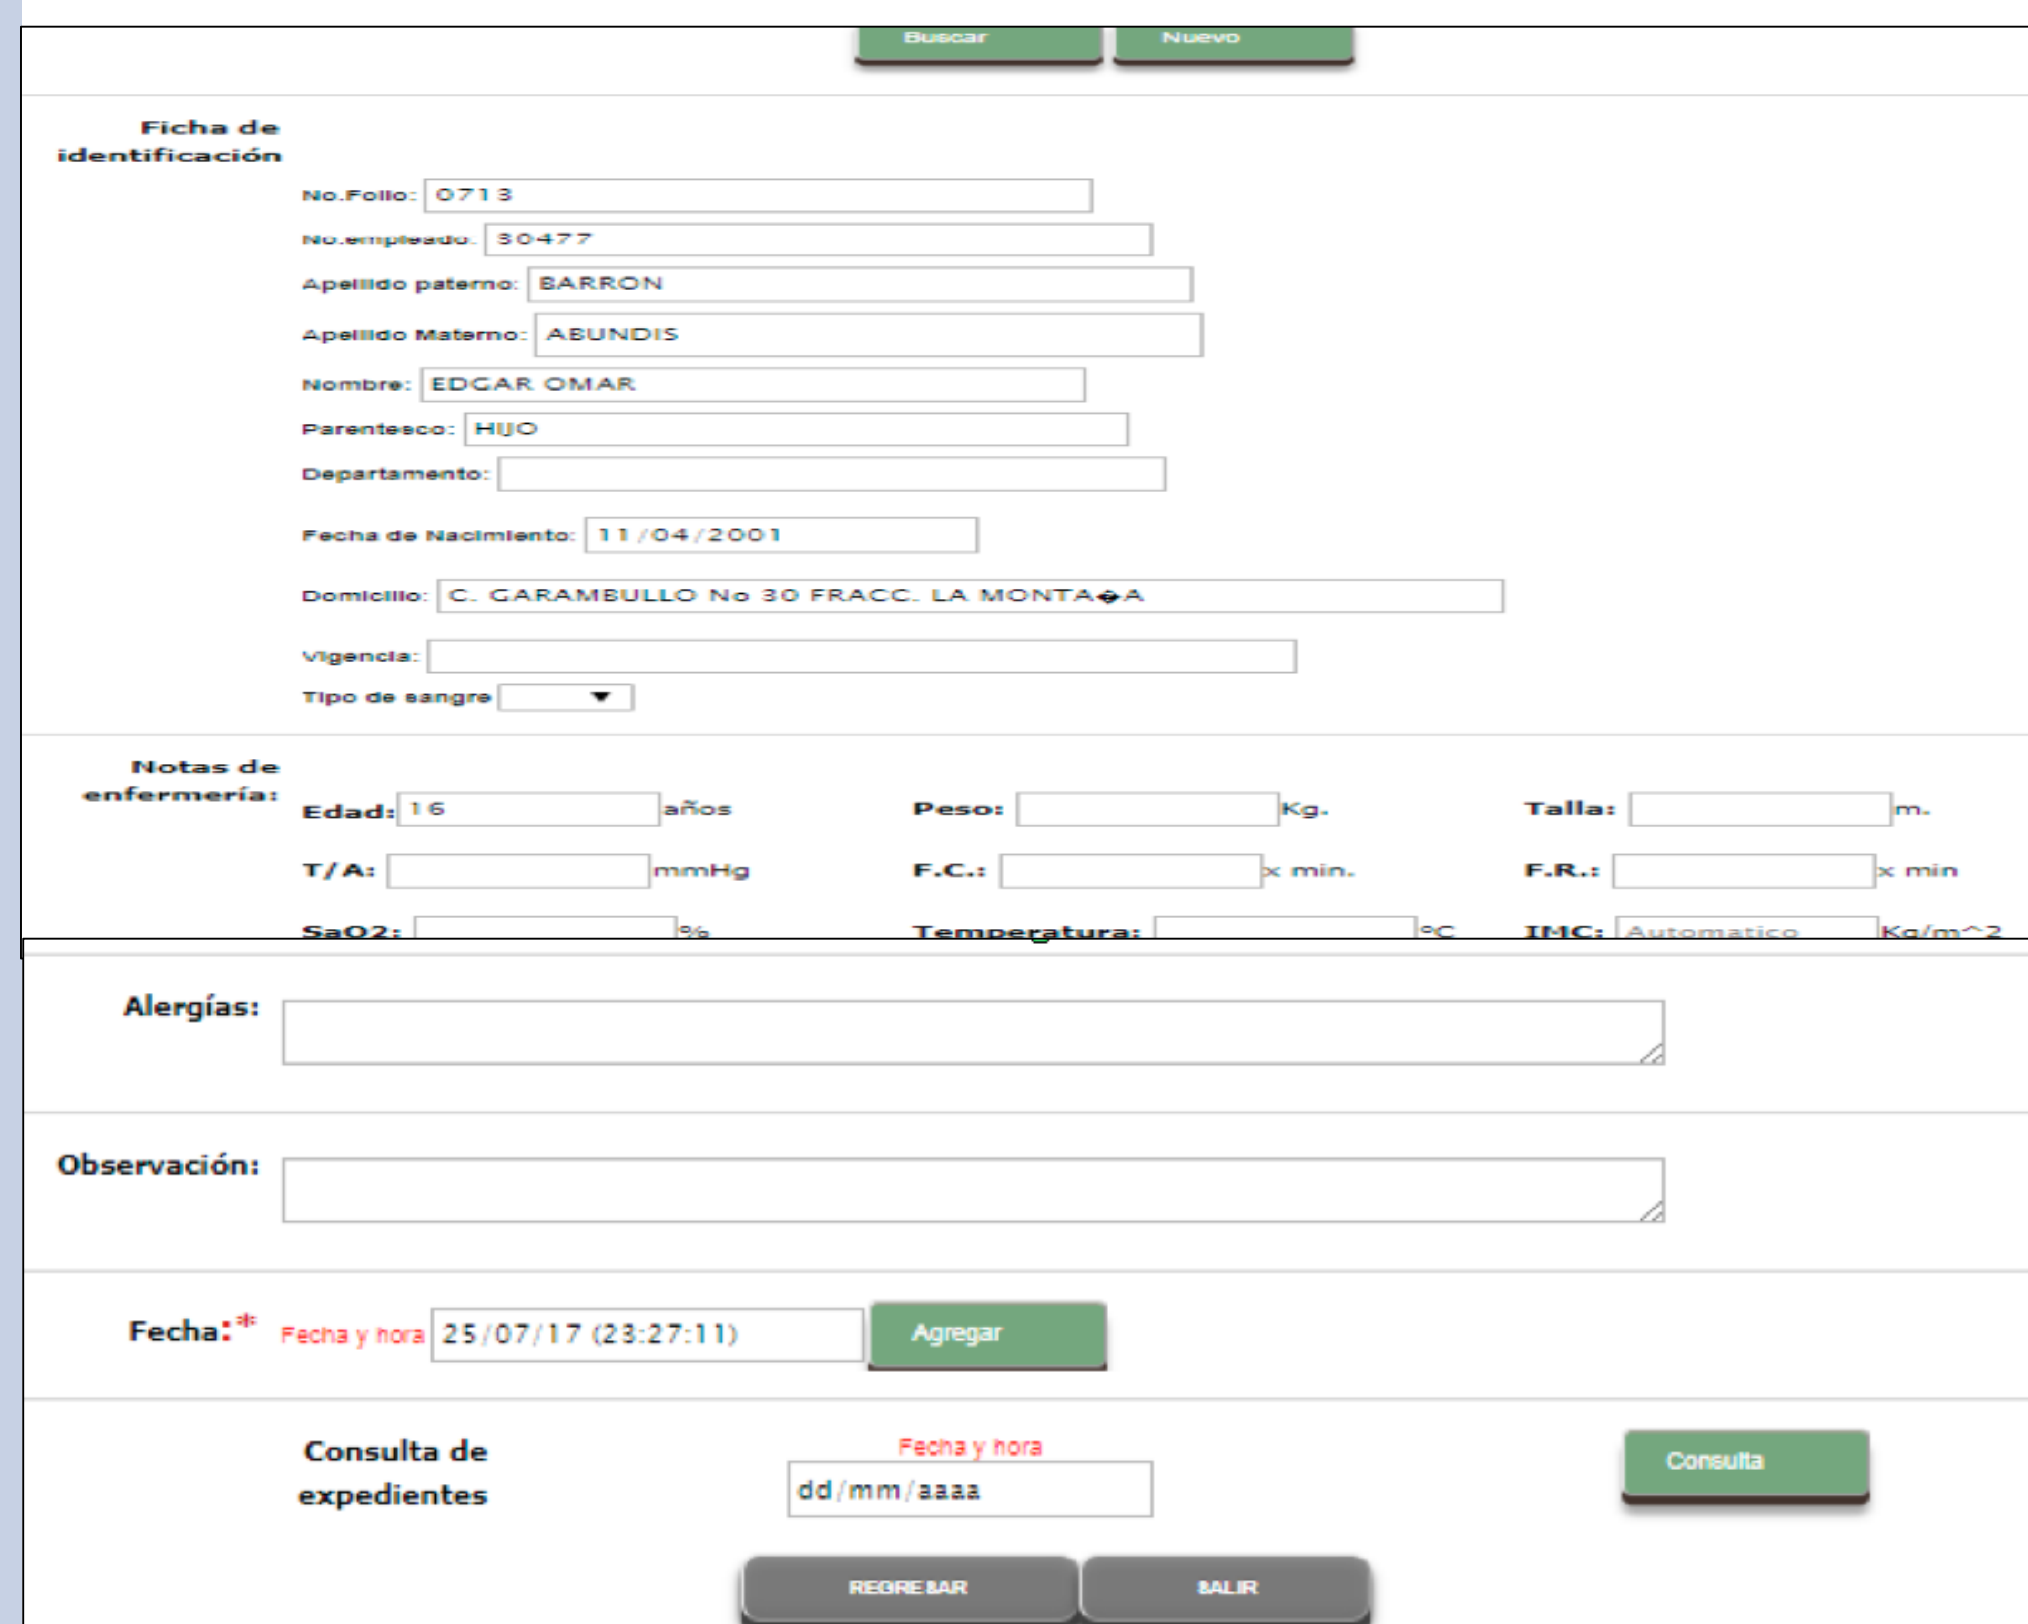 Buscar Nuevo
Ficha de
identificación
No.Folio: 0713
No.empleado: 30477
Apellido paterno: BARRON
Apellido Materno: ABUNDIS
Nombre: EDGAR OMAR
Parentesco: HIJO
Departamento:
Fecha de Nacimiento: 11/04/2001
Domicilio: C. GARAMBULLO No 30 FRACC. LA MONTA�A
Vigencia:
Tipo de sangre
Notas de
enfermería:
Edad: 16 años Peso: Kg. Talla: m.
T/A: mmHg F.C.: x min. F.R.: x min
SaO2: % Temperatura: °C IMC: Automatico Kg/m^2
Alergías:
Observación:
Fecha:* Fecha y hora 25/07/17 (23:27:11) Agregar
Consulta de
expedientes
Fecha y hora
dd/mm/aaaa
Consulta
REGRESAR SALIR